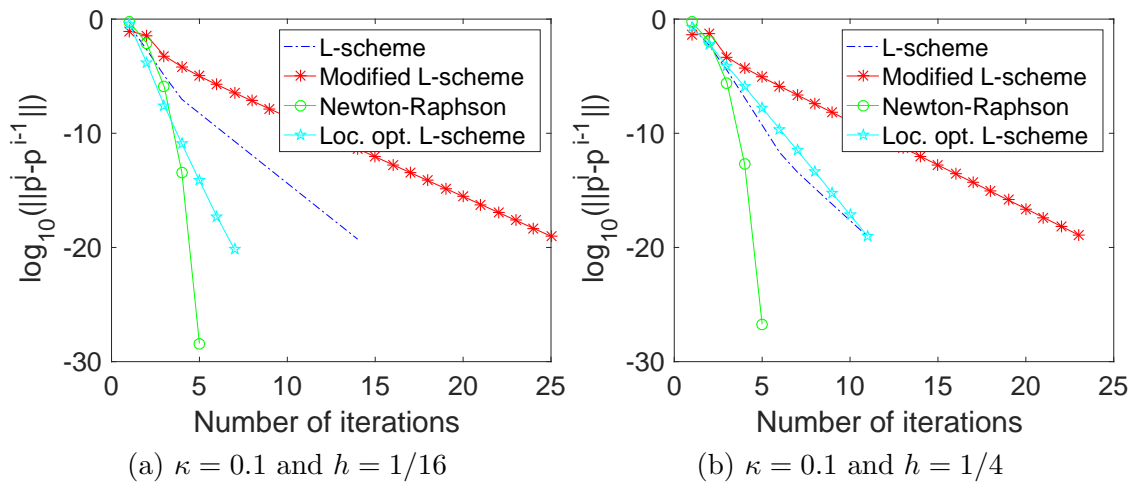 0
-10
-20
-30
log10(||p^i-p^i-1||)
L-scheme
Modified L-scheme
Newton-Raphson
Loc. opt. L-scheme
0 5 10 15 20 25
Number of iterations
(a) κ = 0.1 and h = 1/16
0
-10
-20
-30
log10(||p^i-p^i-1||)
L-scheme
Modified L-scheme
Newton-Raphson
Loc. opt. L-scheme
0 5 10 15 20 25
Number of iterations
(b) κ = 0.1 and h = 1/4